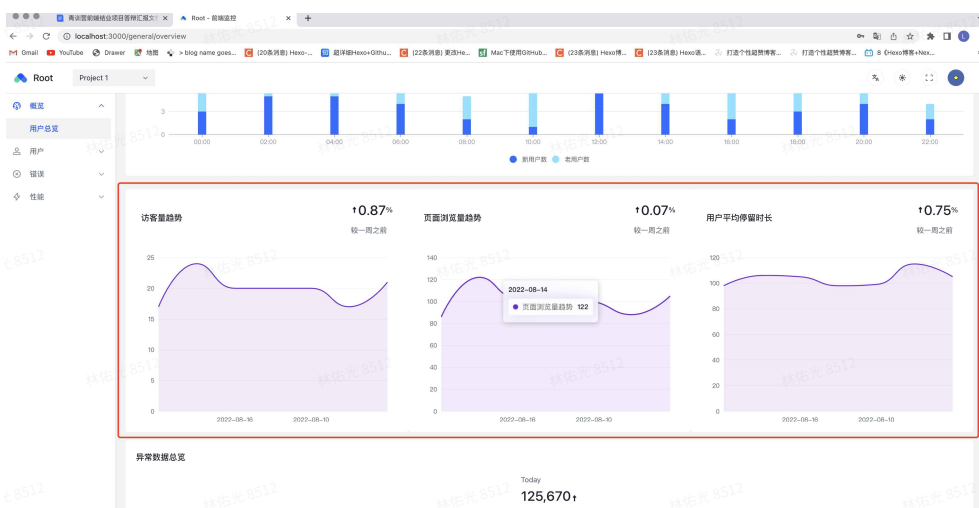 青训营前端结业项目答辩汇报文 Root - 前端监控
localhost:3000/general/overview
Gmail YouTube Drawer 地图 > blog name goes... (20条消息) Hexo-... 超详细Hexo+Githu... (22条消息) 更改He... Mac下使用GitHub... (23条消息) Hexo博... (23条消息) Hexo语... 打造个性超赞博客... 打造个性超赞博客... 8《Hexo博客+Nex...
Root Project 1
概览
用户总览
用户
错误
性能
3
0
00:00 02:00 04:00 06:00 08:00 10:00 12:00 14:00 16:00 18:00 20:00 22:00
新用户数 老用户数
访客量趋势 ↑0.87%
较一周之前
25
20
15
10
5
0
2022-08-16 2022-08-10
页面浏览量趋势 ↑0.07%
较一周之前
140
120
100
80
60
40
20
0
2022-08-14
页面浏览量趋势 122
2022-08-16 2022-08-10
用户平均停留时长 ↑0.75%
较一周之前
120
100
80
60
40
20
0
2022-08-16 2022-08-10
异常数据总览
Today
125,670↑
林佑光 8512